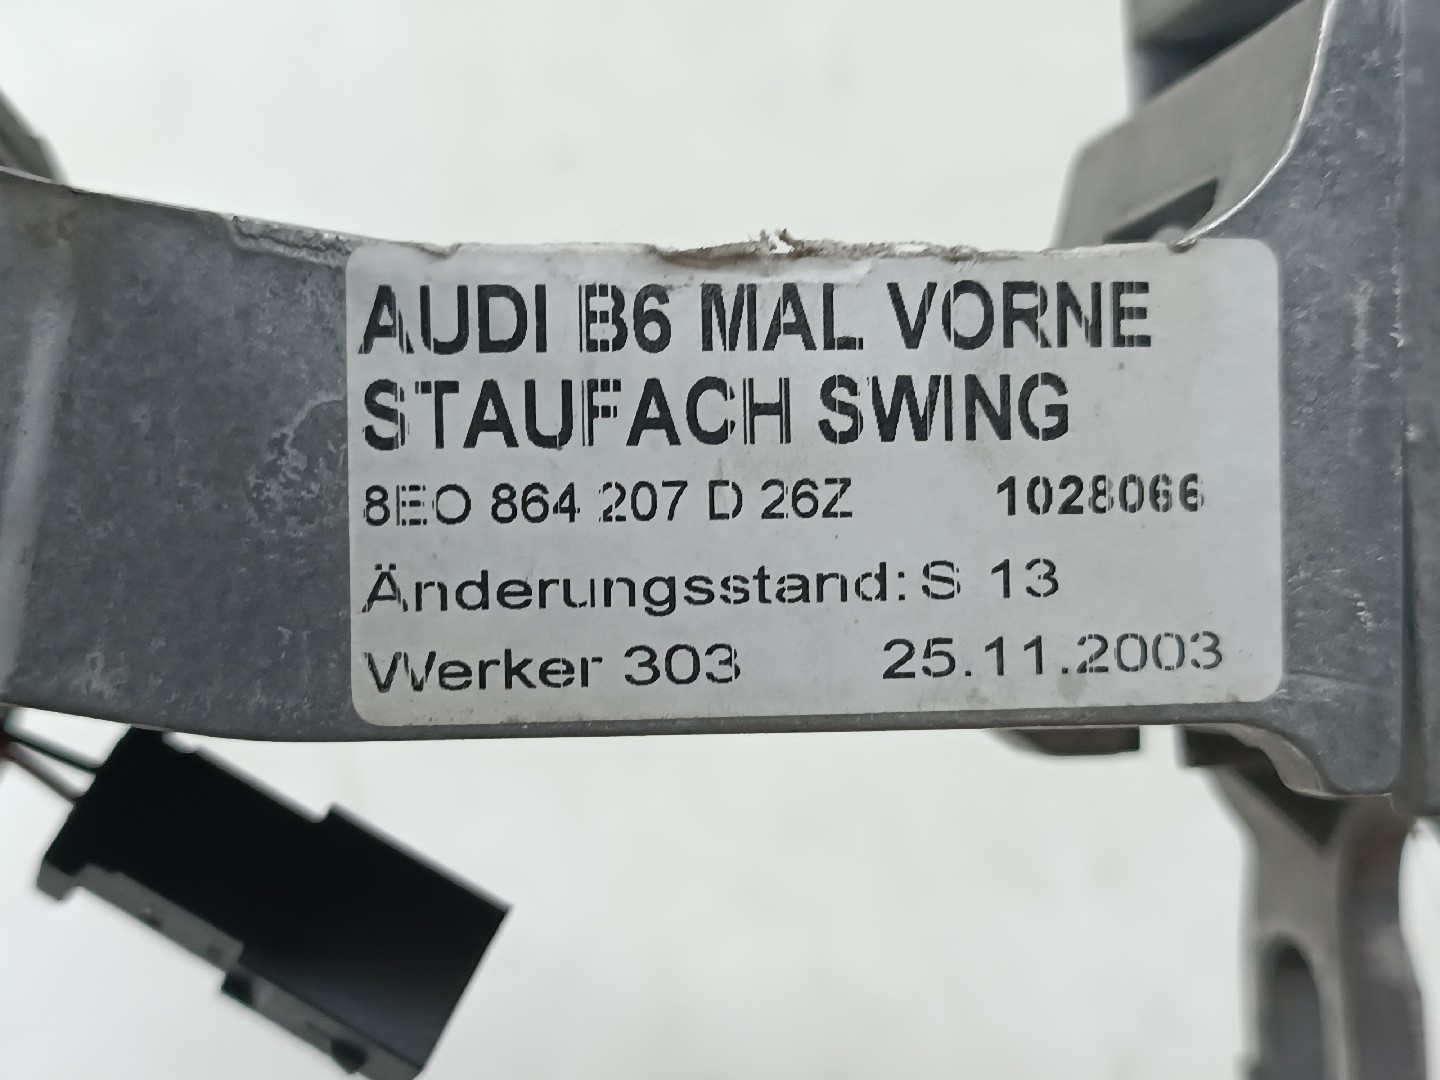 AUDI B6 MAL VORNE
STAUFACH SWING
8E0 864 207 D 26Z 1028066
Änderungsstand: S 13
Werker 303 25.11.2003